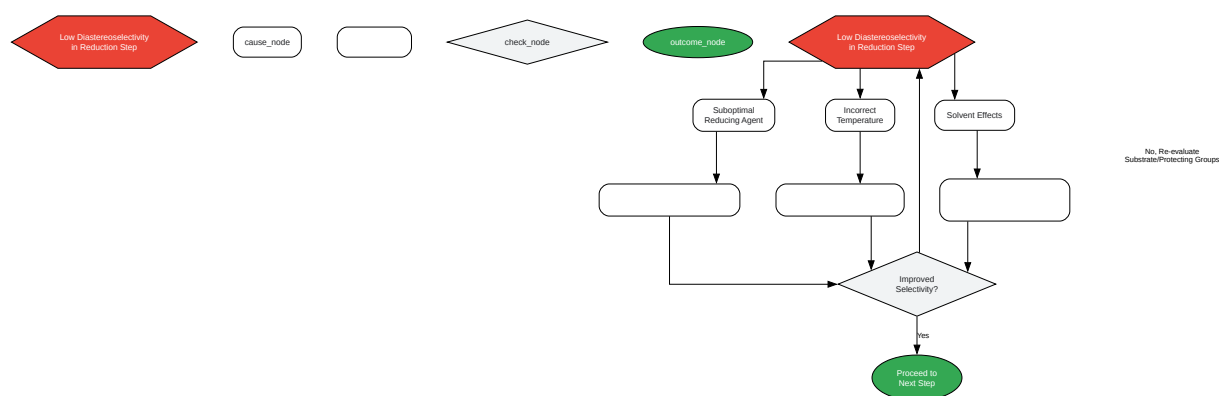 Low Diastereoselectivity
in Reduction Step
cause_node
check_node
outcome_node
Low Diastereoselectivity
in Reduction Step
Suboptimal
Reducing Agent
Incorrect
Temperature
Solvent Effects
No, Re-evaluate
Substrate/Protecting Groups
Improved
Selectivity?
Yes
Proceed to
Next Step